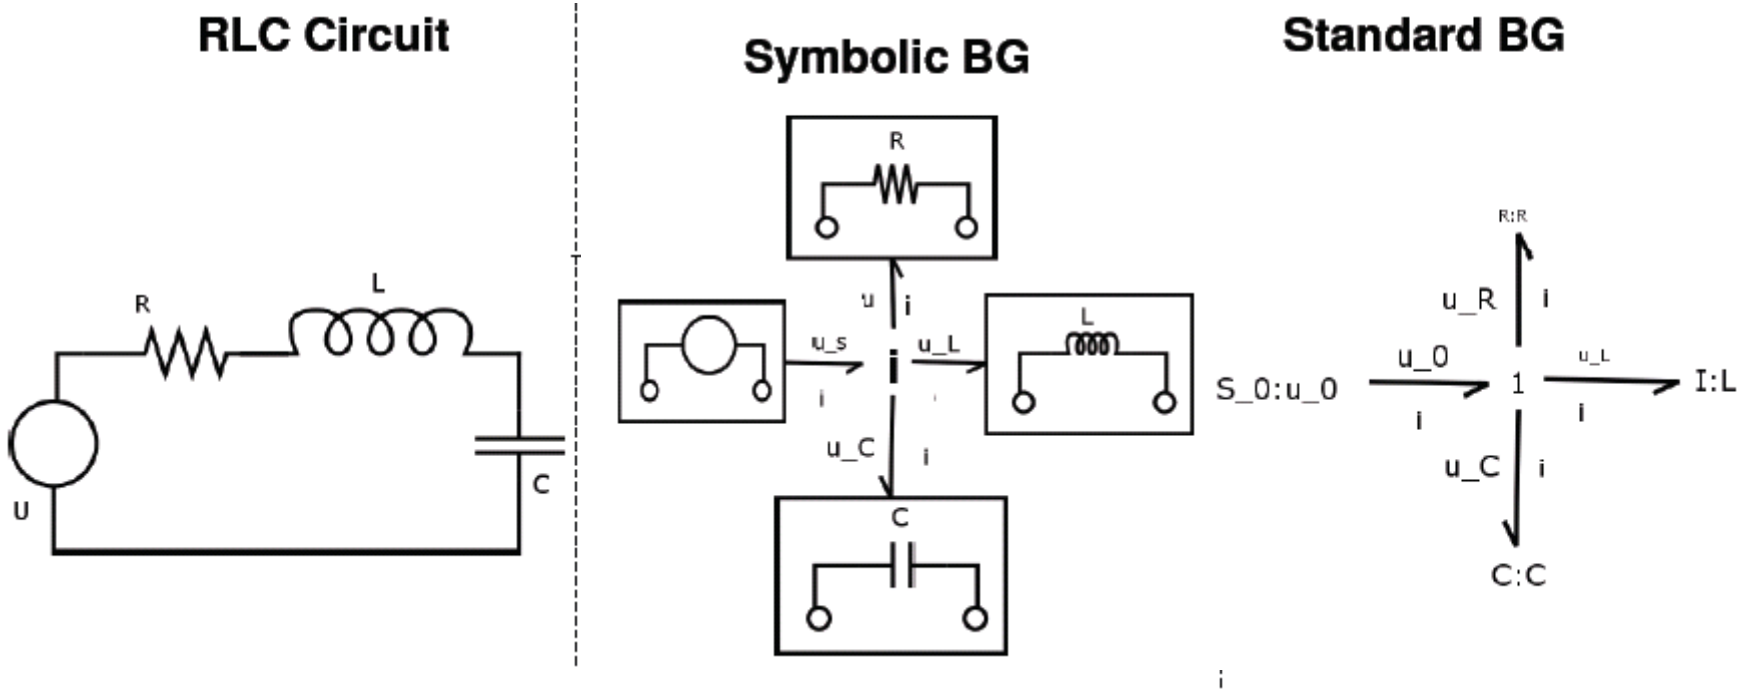 RLC Circuit
Symbolic BG
Standard BG
R
L
U
C
R
u i
u_s
i
u_L
i
L
u_C
i
C
R:R
u_R i
S_0:u_0
u_0
i
1
u_L
i
I:L
u_C i
C:C
i